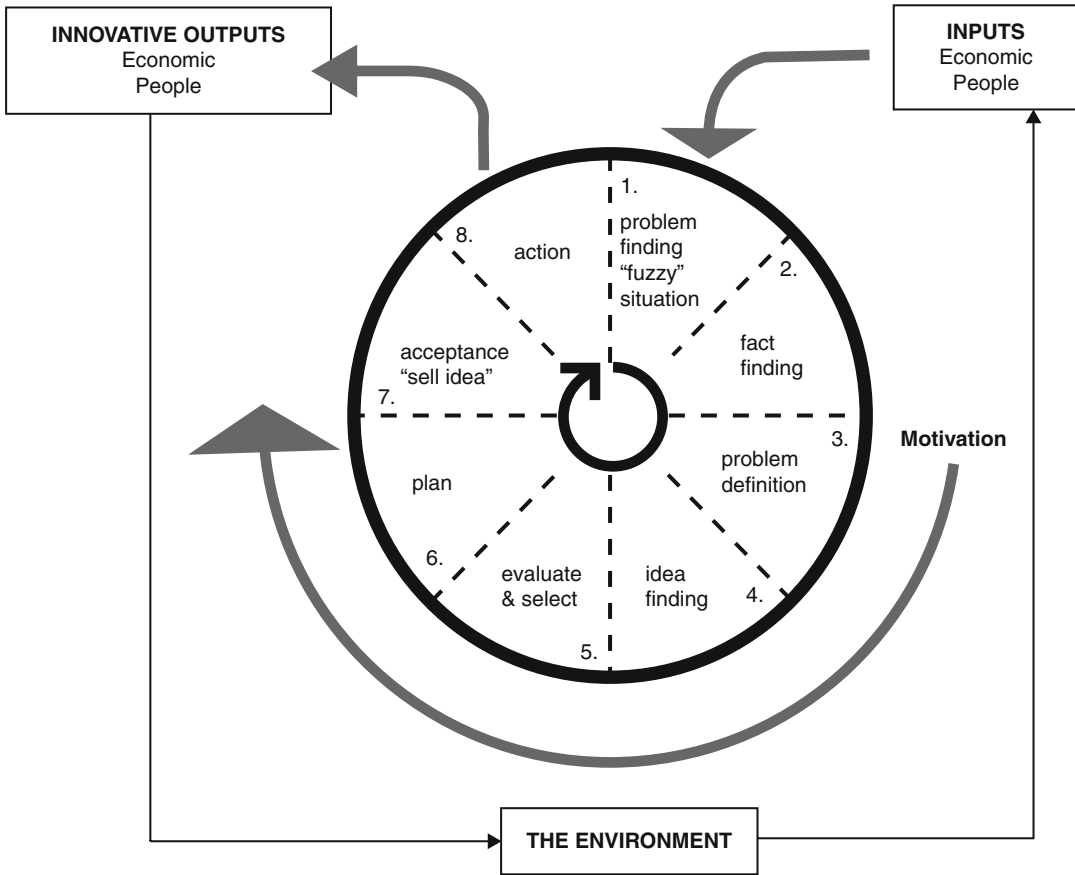 INNOVATIVE OUTPUTS
Economic
People
INPUTS
Economic
People
1.
problem
finding
“fuzzy”
situation
2.
fact
finding
3.
problem
definition
4.
idea
finding
5.
evaluate
& select
6.
plan
7.
acceptance
“sell idea”
8.
action
Motivation
THE ENVIRONMENT